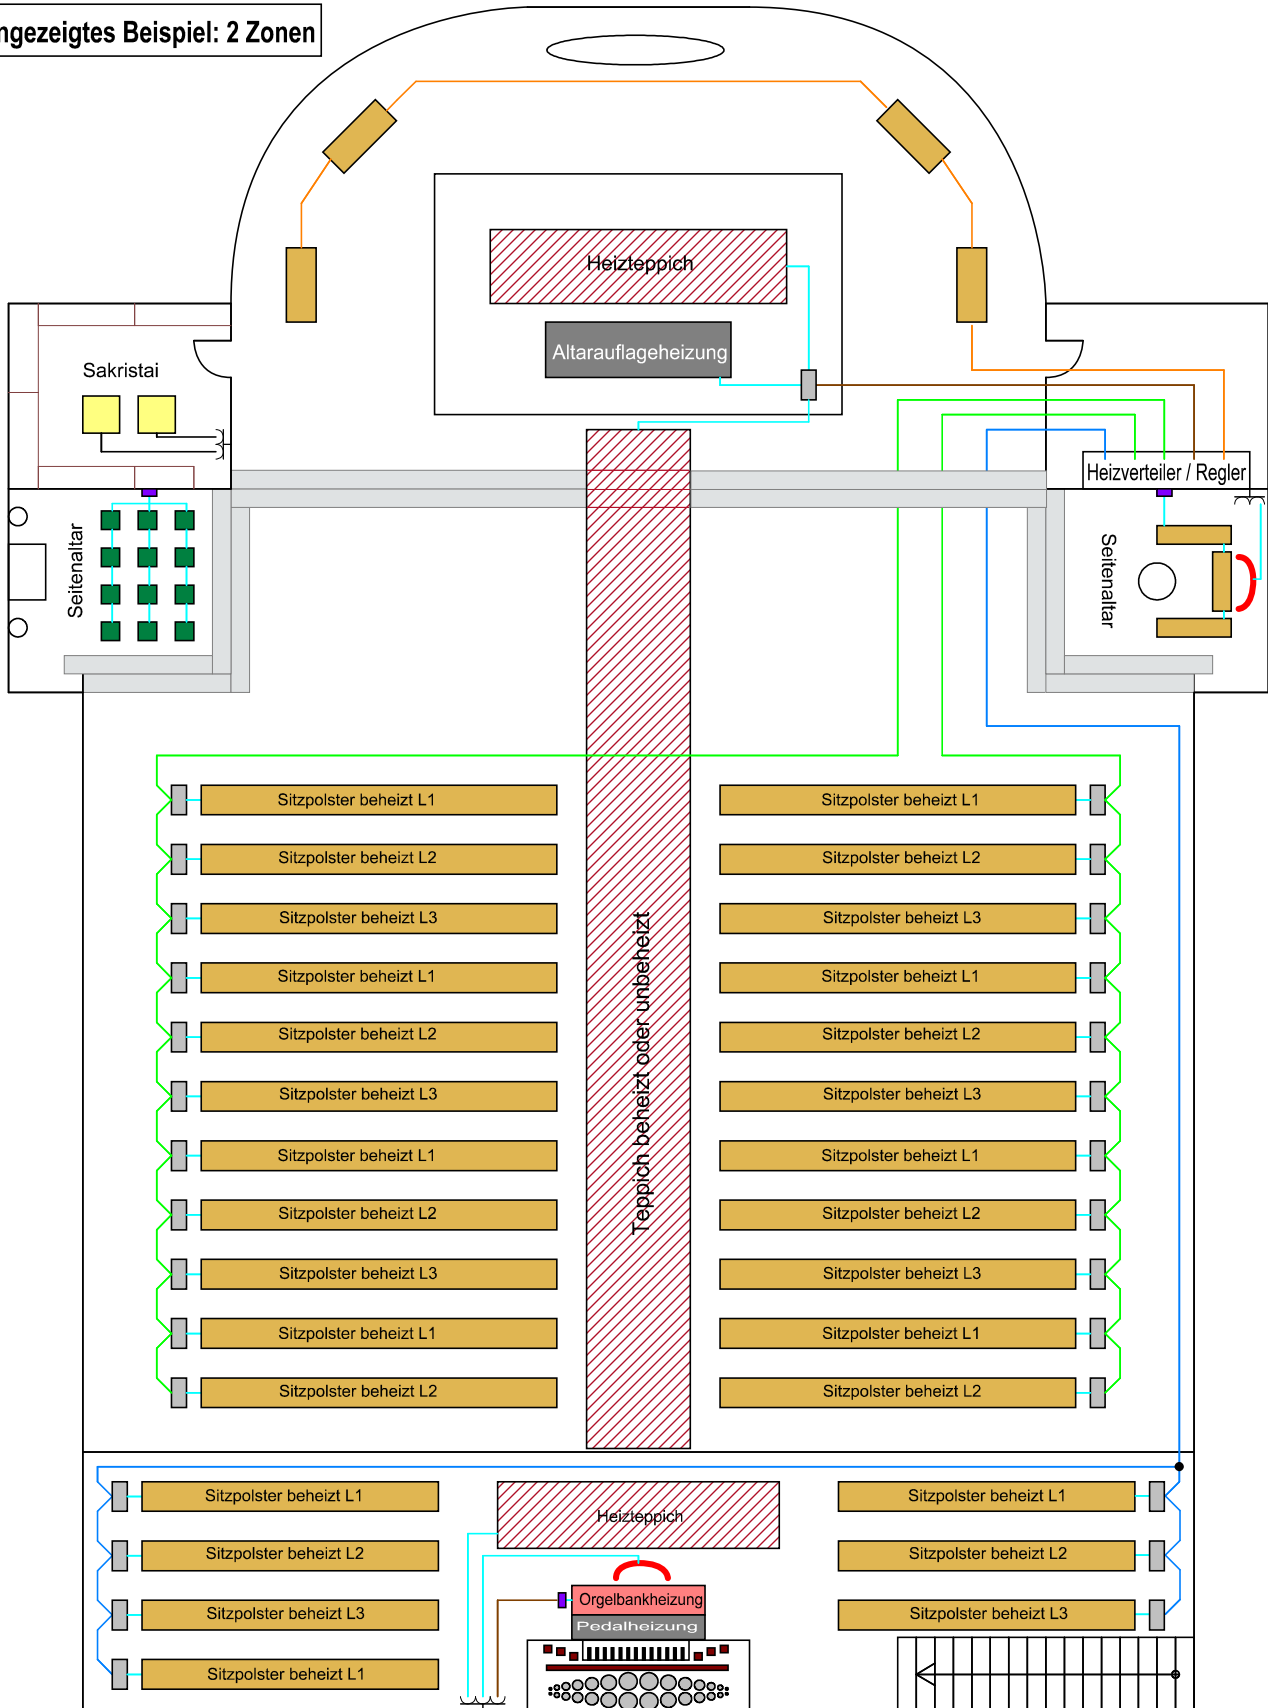 ngezeigtes Beispiel: 2 Zonen
Heizteppich
Altarauflageheizung
Sakristai
Heizverteiler / Regler
Seitenaltar
Seitenaltar
Sitzpolster beheizt L1
Sitzpolster beheizt L1
Sitzpolster beheizt L2
Sitzpolster beheizt L2
Sitzpolster beheizt L3
Sitzpolster beheizt L3
Sitzpolster beheizt L1
Sitzpolster beheizt L1
Sitzpolster beheizt L2
Sitzpolster beheizt L2
Sitzpolster beheizt L3
Sitzpolster beheizt L3
Sitzpolster beheizt L1
Sitzpolster beheizt L1
Sitzpolster beheizt L2
Sitzpolster beheizt L2
Sitzpolster beheizt L3
Sitzpolster beheizt L3
Sitzpolster beheizt L1
Sitzpolster beheizt L1
Sitzpolster beheizt L2
Sitzpolster beheizt L2
Teppich beheizt oder unbeheizt
Sitzpolster beheizt L1
Heizteppich
Sitzpolster beheizt L1
Sitzpolster beheizt L2
Sitzpolster beheizt L2
Orgelbankheizung
Sitzpolster beheizt L3
Sitzpolster beheizt L3
Pedalheizung
Sitzpolster beheizt L1